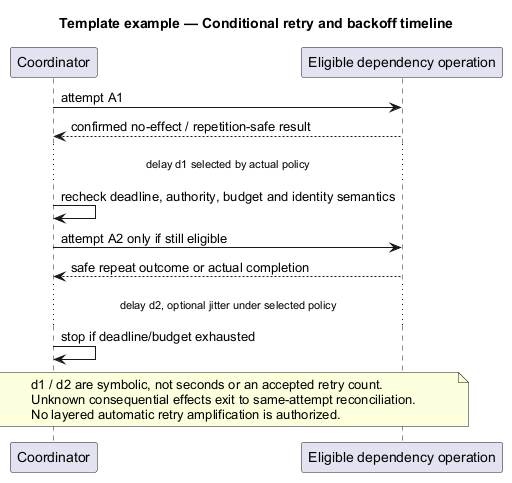 Template example — Conditional retry and backoff timeline
Coordinator
Eligible dependency operation
attempt A1
confirmed no-effect / repetition-safe result
delay d1 selected by actual policy
recheck deadline, authority, budget and identity semantics
attempt A2 only if still eligible
safe repeat outcome or actual completion
delay d2, optional jitter under selected policy
stop if deadline/budget exhausted
d1 / d2 are symbolic, not seconds or an accepted retry count.
Unknown consequential effects exit to same-attempt reconciliation.
No layered automatic retry amplification is authorized.
Coordinator
Eligible dependency operation